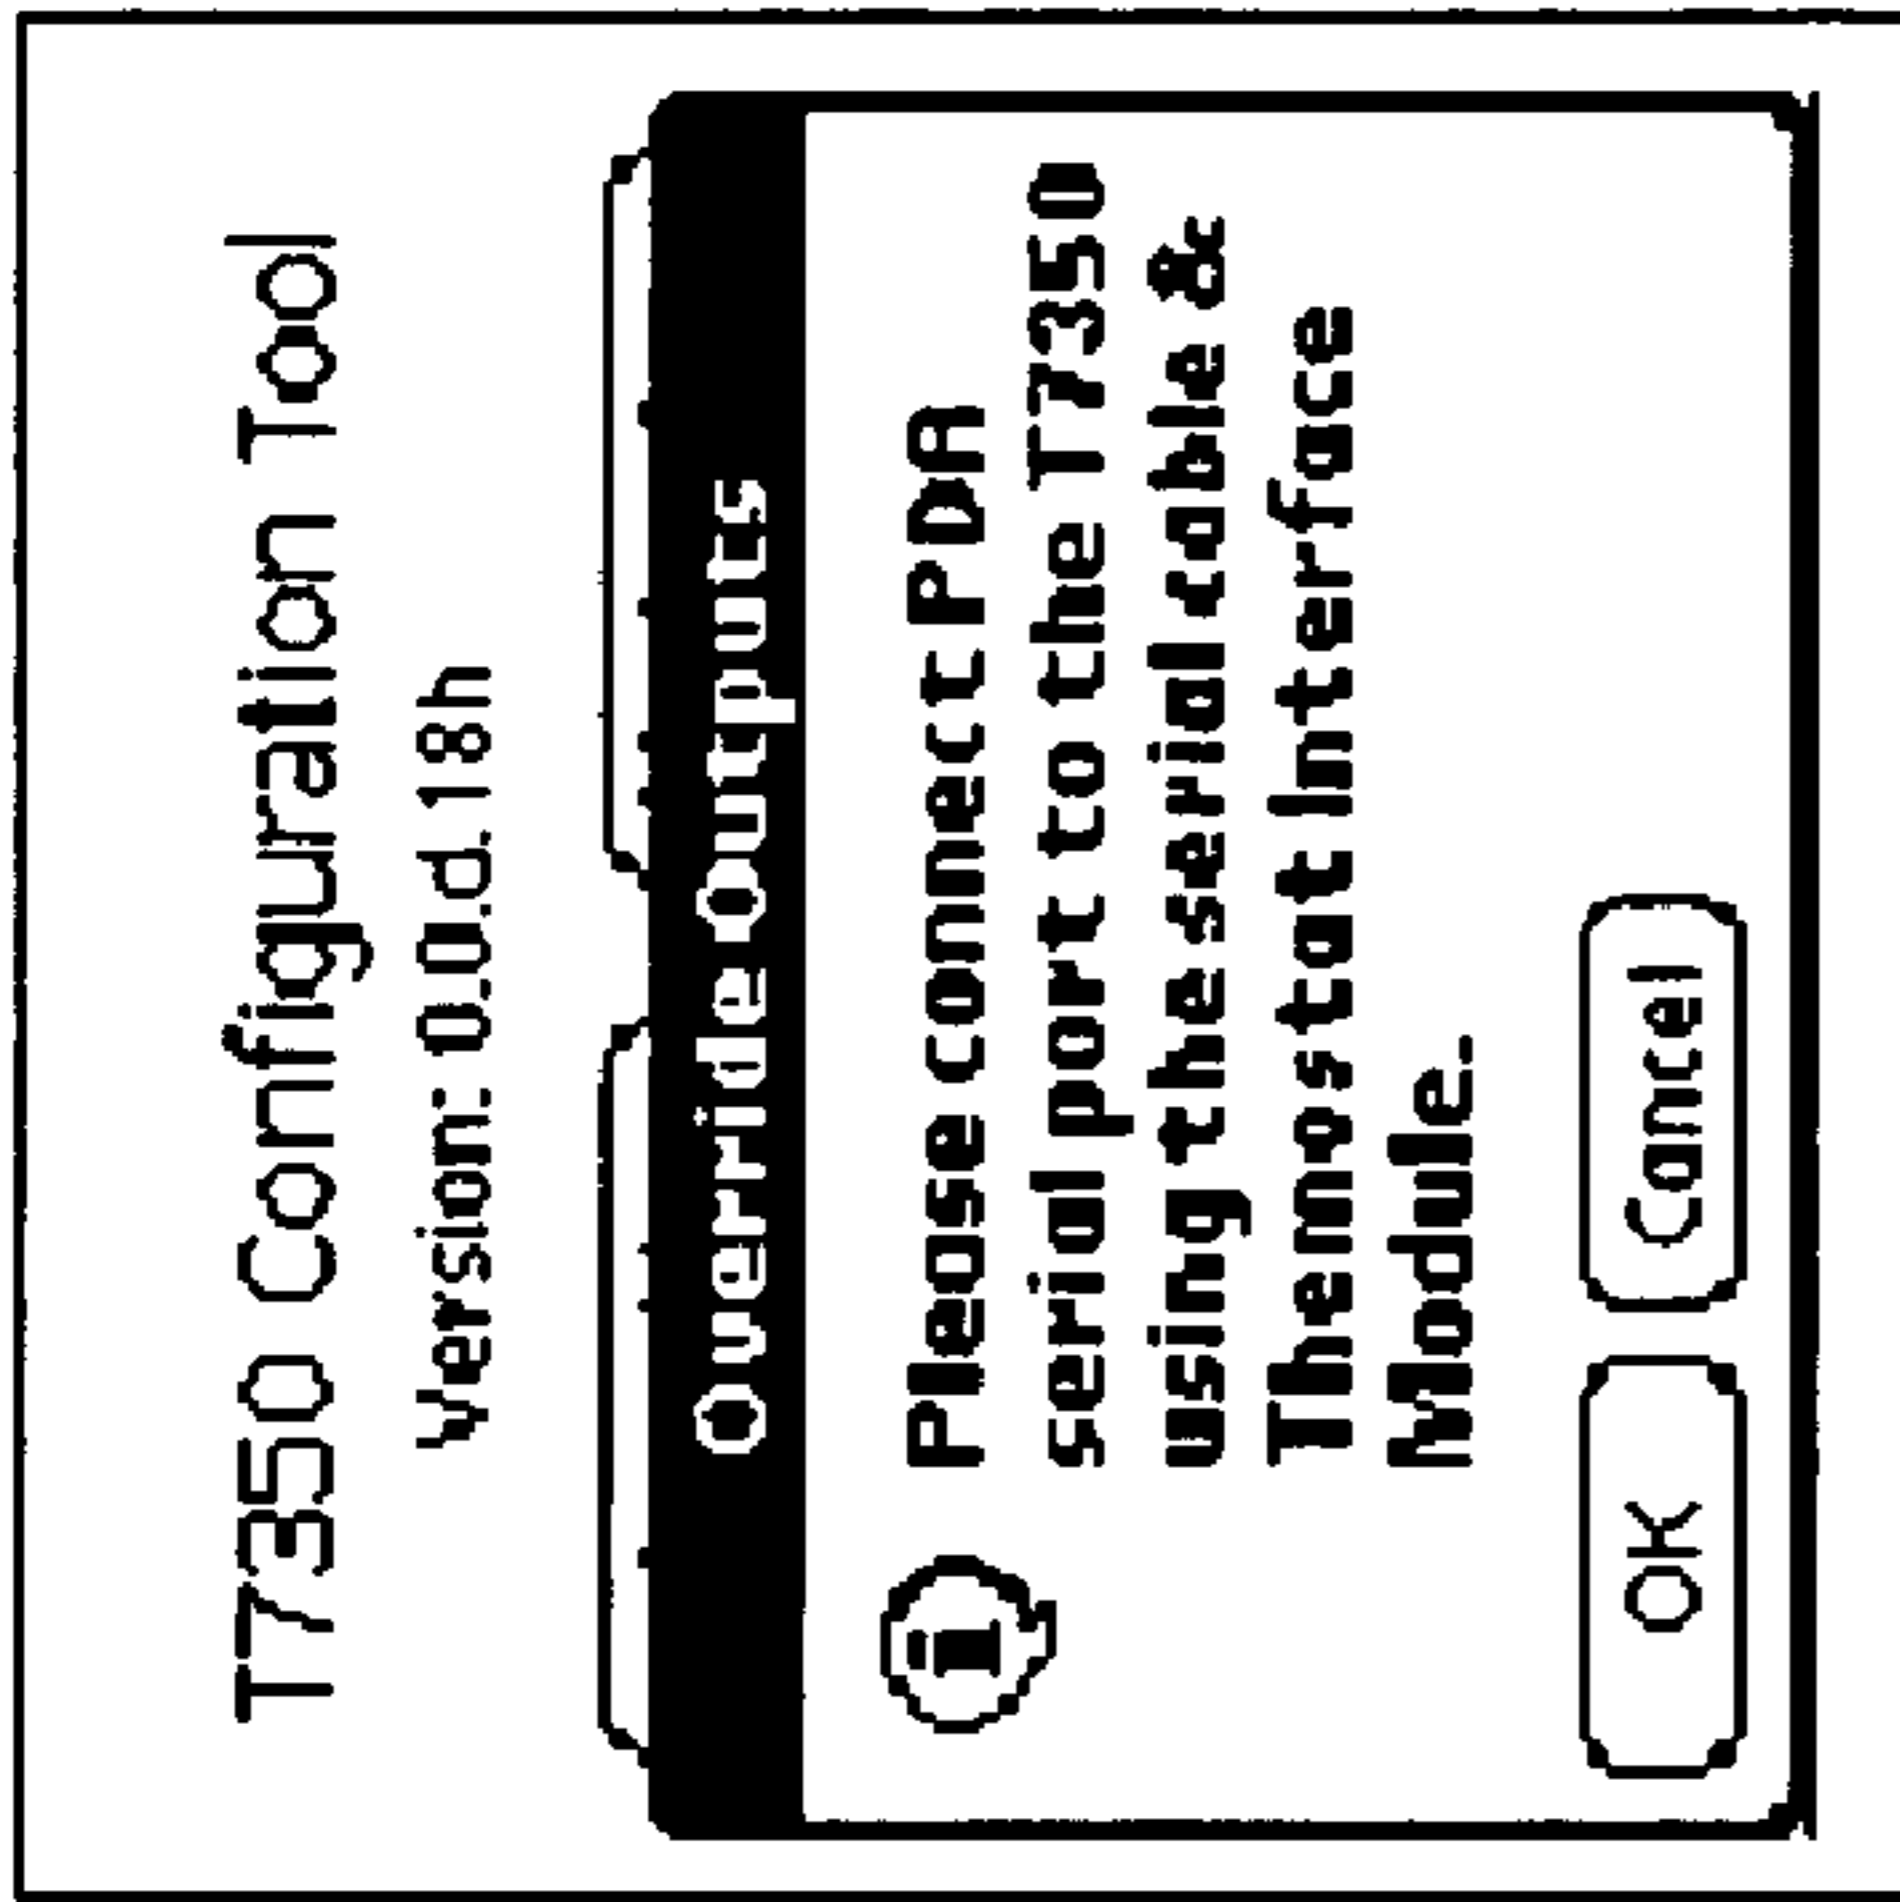 T7350 Configuration Tool
Version: 0.0.d.18h
Override Outputs
i
Please connect PDA
serial port to the T7350
using the serial cable &
Themostat Interface
Module.
OK
Cancel